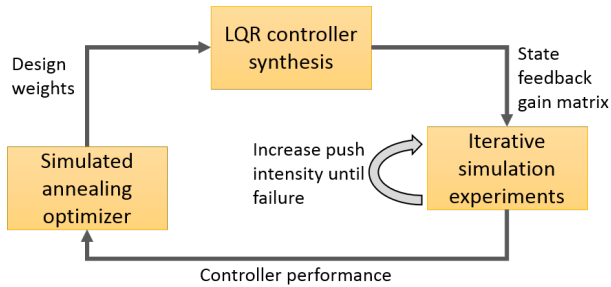 LQR controller
synthesis
Design
weights
State
feedback
gain matrix
Increase push
intensity until
failure
Iterative
simulation
experiments
Simulated
annealing
optimizer
Controller performance